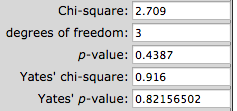 Chi-square: 2.709
degrees of freedom: 3
p-value: 0.4387
Yates' chi-square: 0.916
Yates' p-value: 0.82156502